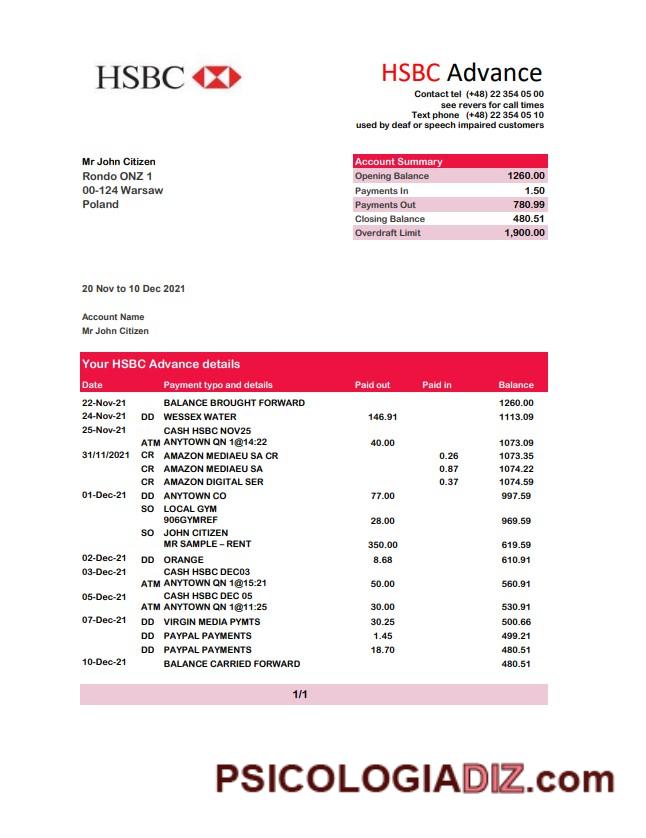 HSBC
HSBC Advance
Contact tel (+48) 22 354 05 00
see revers for call times
Text phone (+48) 22 354 05 10
used by deaf or speech impaired customers
Mr John Citizen
Rondo ONZ 1
00-124 Warsaw
Poland
Account Summary
Opening Balance 1260.00
Payments In 1.50
Payments Out 780.99
Closing Balance 480.51
Overdraft Limit 1,900.00
20 Nov to 10 Dec 2021
Account Name
Mr John Citizen
Your HSBC Advance details
Date Payment typo and details Paid out Paid in Balance
22-Nov-21 BALANCE BROUGHT FORWARD 1260.00
24-Nov-21 DD WESSEX WATER 146.91 1113.09
25-Nov-21 CASH HSBC NOV25
ATM ANYTOWN QN 1@14:22 40.00 1073.09
31/11/2021 CR AMAZON MEDIAEU SA CR 0.26 1073.35
CR AMAZON MEDIAEU SA 0.87 1074.22
CR AMAZON DIGITAL SER 0.37 1074.59
01-Dec-21 DD ANYTOWN CO 77.00 997.59
SO LOCAL GYM
906GYMREF 28.00 969.59
SO JOHN CITIZEN
MR SAMPLE – RENT 350.00 619.59
02-Dec-21 DD ORANGE 8.68 610.91
03-Dec-21 CASH HSBC DEC03
ATM ANYTOWN QN 1@15:21 50.00 560.91
05-Dec-21 CASH HSBC DEC 05
ATM ANYTOWN QN 1@11:25 30.00 530.91
07-Dec-21 DD VIRGIN MEDIA PYMTS 30.25 500.66
DD PAYPAL PAYMENTS 1.45 499.21
DD PAYPAL PAYMENTS 18.70 480.51
10-Dec-21 BALANCE CARRIED FORWARD 480.51
1/1
PSICOLOGIADIZ.com